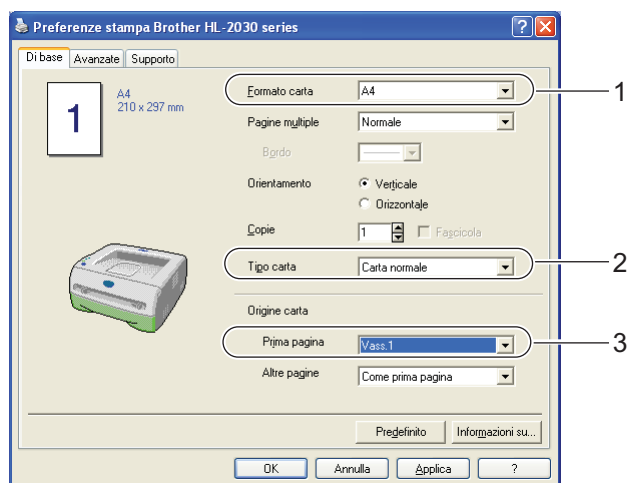 Preferenze stampa Brother HL-2030 series
Di base Avanzate Supporto
1
A4
210 x 297 mm
Formato carta A4 1
Pagine multiple Normale
Bordo
Orientamento Verticale
Orizzontale
Copie 1 Fascicola
Tipo carta Carta normale 2
Origine carta
Prima pagina Vass.1 3
Altre pagine Come prima pagina
Predefinito Informazioni su...
OK Annulla Applica ?